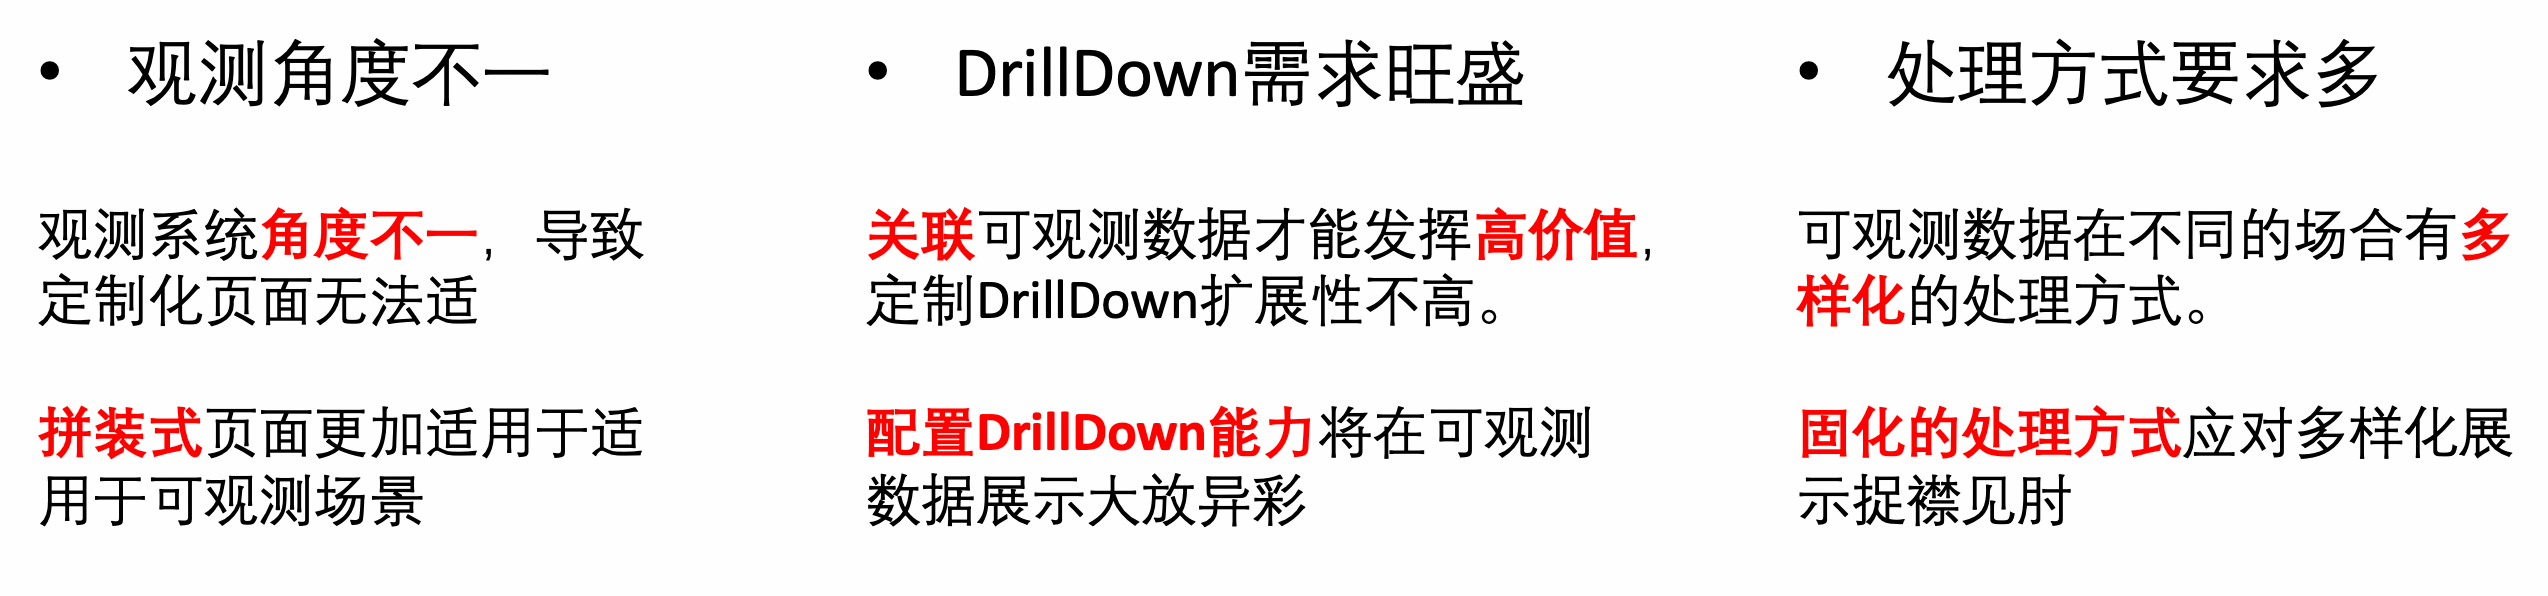 • 观测角度不一
观测系统角度不一，导致
定制化页面无法适
拼装式页面更加适用于适
用于可观测场景
• DrillDown需求旺盛
关联可观测数据才能发挥高价值，
定制DrillDown扩展性不高。
配置DrillDown能力将在可观测
数据展示大放异彩
• 处理方式要求多
可观测数据在不同的场合有多
样化的处理方式。
固化的处理方式应对多样化展
示捉襟见肘